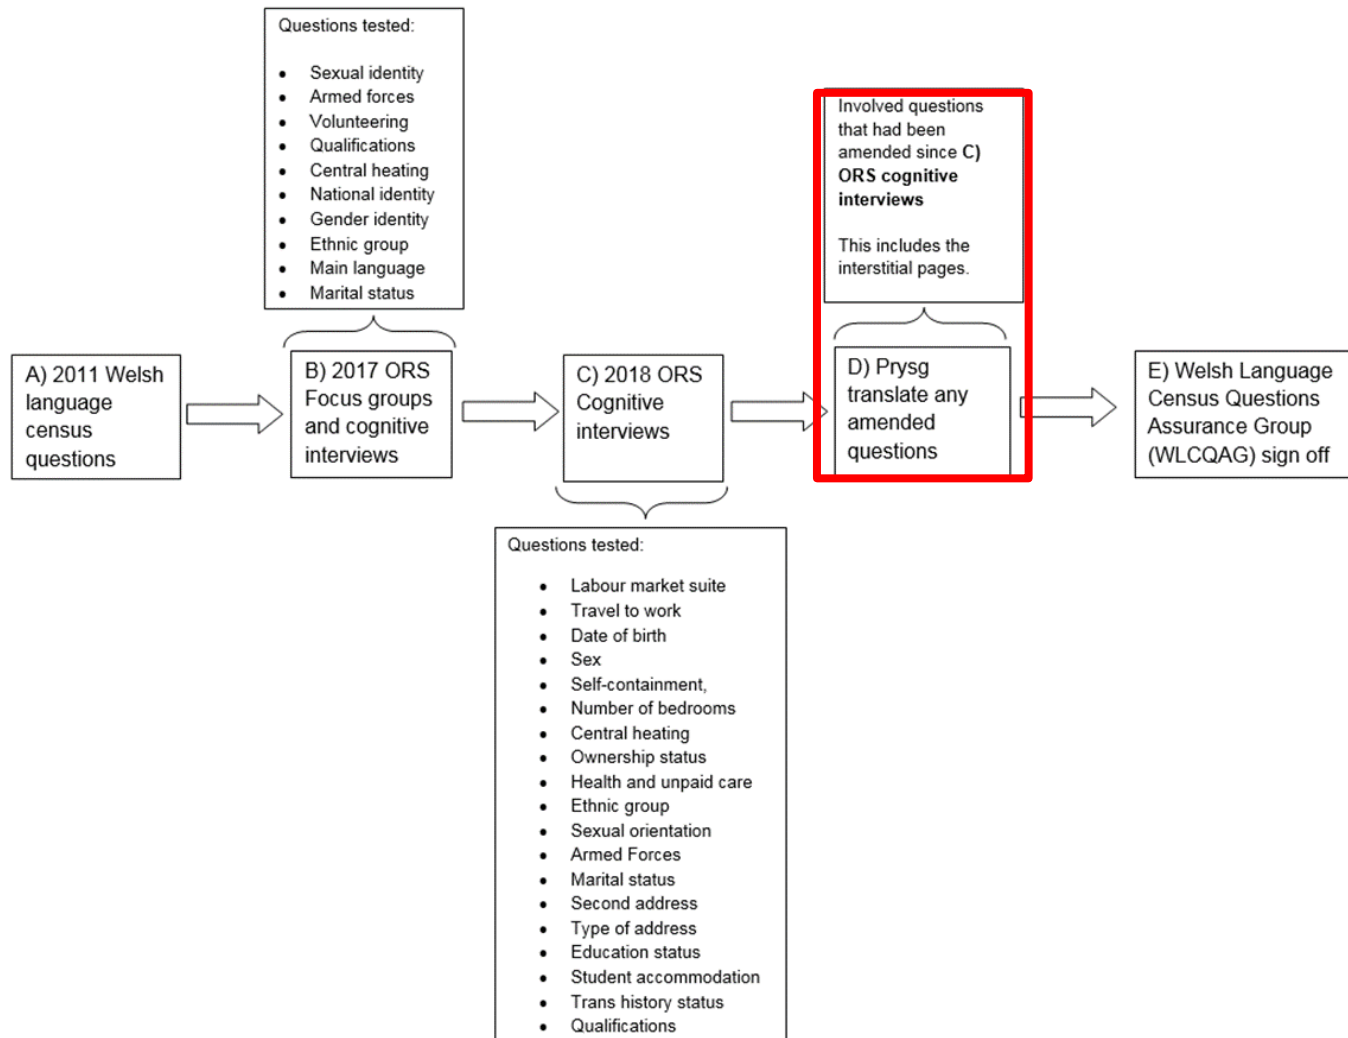 Questions tested:
• Sexual identity
• Armed forces
• Volunteering
• Qualifications
• Central heating
• National identity
• Gender identity
• Ethnic group
• Main language
• Marital status
Involved questions
that had been
amended since C)
ORS cognitive
interviews
This includes the
interstitial pages.
A) 2011 Welsh
language
census
questions
B) 2017 ORS
Focus groups
and cognitive
interviews
C) 2018 ORS
Cognitive
interviews
D) Prysg
translate any
amended
questions
E) Welsh Language
Census Questions
Assurance Group
(WLCQAG) sign off
Questions tested:
• Labour market suite
• Travel to work
• Date of birth
• Sex
• Self-containment,
• Number of bedrooms
• Central heating
• Ownership status
• Health and unpaid care
• Ethnic group
• Sexual orientation
• Armed Forces
• Marital status
• Second address
• Type of address
• Education status
• Student accommodation
• Trans history status
• Qualifications